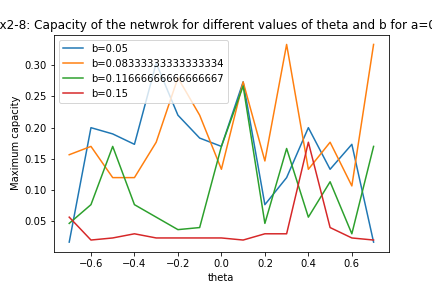 x2-8: Capacity of the netwrok for different values of theta and b for a=0
b=0.05
b=0.08333333333333334
b=0.11666666666666667
b=0.15
Maximum capacity
0.30
0.25
0.20
0.15
0.10
0.05
−0.6 −0.4 −0.2 0.0 0.2 0.4 0.6
theta